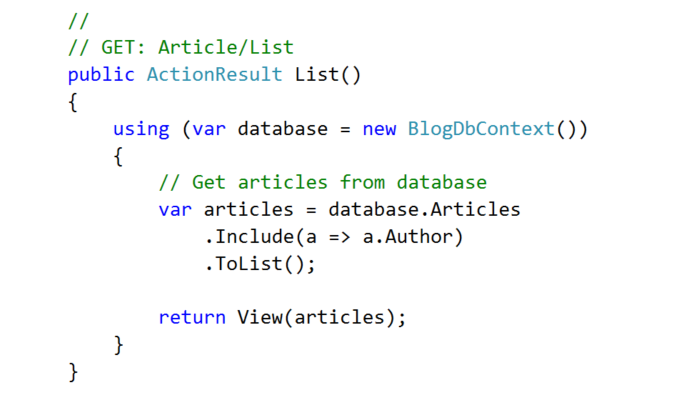 //
// GET: Article/List
public ActionResult List()
{
    using (var database = new BlogDbContext())
    {
        // Get articles from database
        var articles = database.Articles
            .Include(a => a.Author)
            .ToList();

        return View(articles);
    }
}